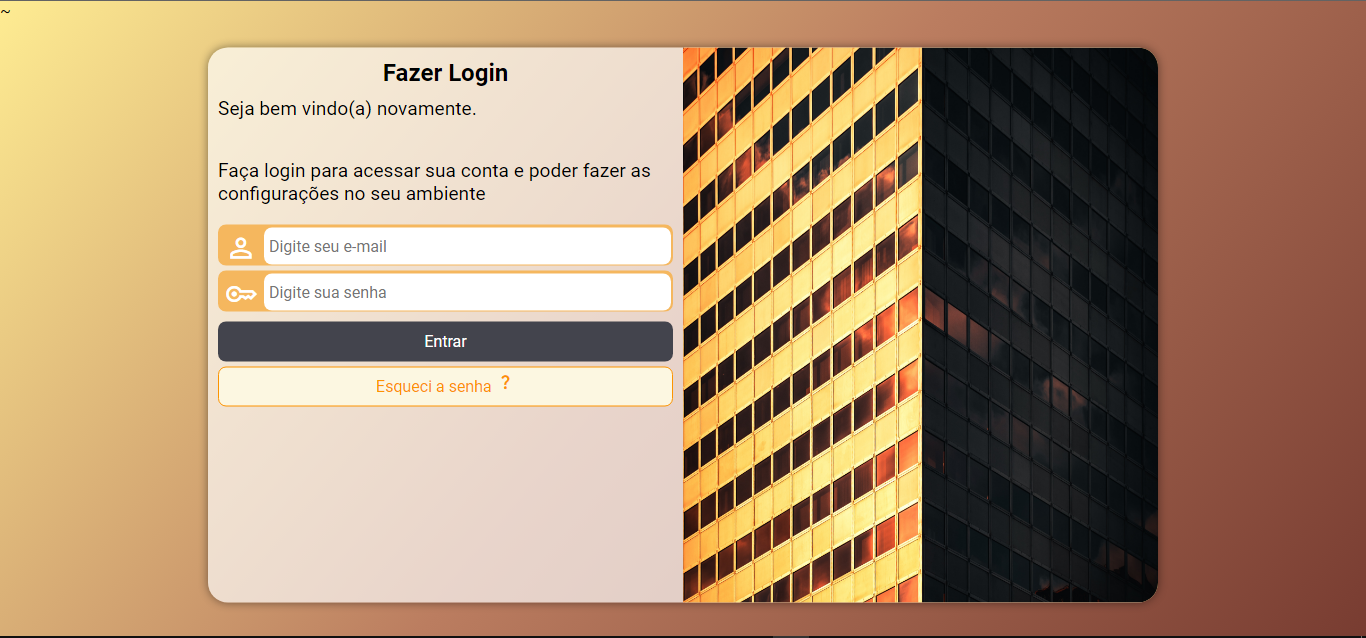 ~
Fazer Login
Seja bem vindo(a) novamente.
Faça login para acessar sua conta e poder fazer as
configurações no seu ambiente
Digite seu e-mail
Digite sua senha
Entrar
Esqueci a senha ?